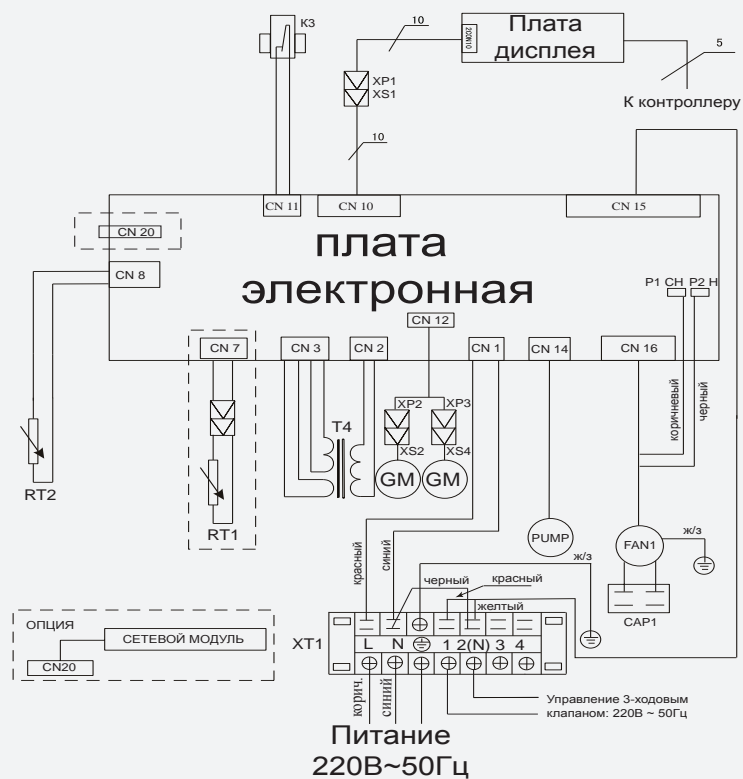 КЗ
10
Плата
дисплея
5
К контроллеру
XP1
XS1
10
CN 11
CN 10
CN 15
CN 20
плата
электронная
CN 8
P1 CH
P2 H
CN 12
CN 7
CN 3
CN 2
CN 1
CN 14
CN 16
коричневый
черный
XP2
XP3
T4
XS2
XS4
GM
GM
RT2
RT1
PUMP
FAN1
ж/з
красный
синий
ж/з
черный
красный
желтый
CAP1
ОПЦИЯ
СЕТЕВОЙ МОДУЛЬ
CN20
XT1
L N 1 2(N) 3 4
корич.
синий
Управление 3-ходовым
клапаном: 220В ~ 50Гц
Питание
220В~50Гц